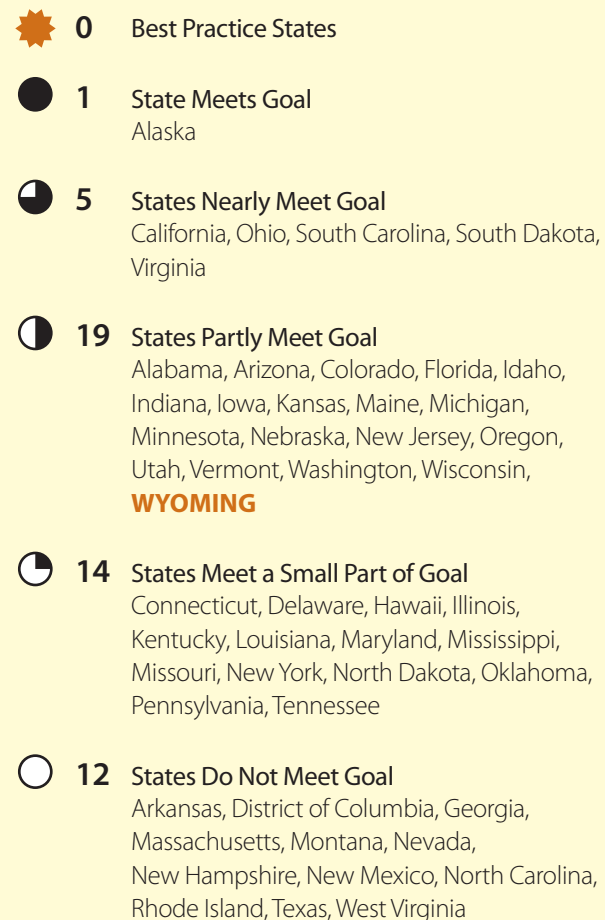 0 Best Practice States
1 State Meets Goal
Alaska
5 States Nearly Meet Goal
California, Ohio, South Carolina, South Dakota,
Virginia
19 States Partly Meet Goal
Alabama, Arizona, Colorado, Florida, Idaho,
Indiana, Iowa, Kansas, Maine, Michigan,
Minnesota, Nebraska, New Jersey, Oregon,
Utah, Vermont, Washington, Wisconsin,
WYOMING
14 States Meet a Small Part of Goal
Connecticut, Delaware, Hawaii, Illinois,
Kentucky, Louisiana, Maryland, Mississippi,
Missouri, New York, North Dakota, Oklahoma,
Pennsylvania, Tennessee
12 States Do Not Meet Goal
Arkansas, District of Columbia, Georgia,
Massachusetts, Montana, Nevada,
New Hampshire, New Mexico, North Carolina,
Rhode Island, Texas, West Virginia